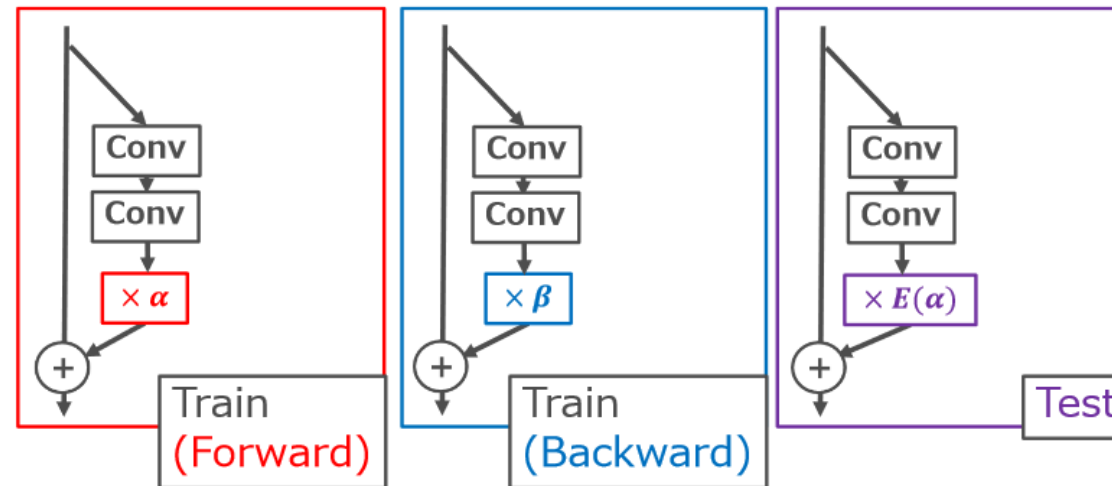 Conv
Conv
× α
+
Train
(Forward)
Conv
Conv
× β
+
Train
(Backward)
Conv
Conv
× E(α)
+
Test